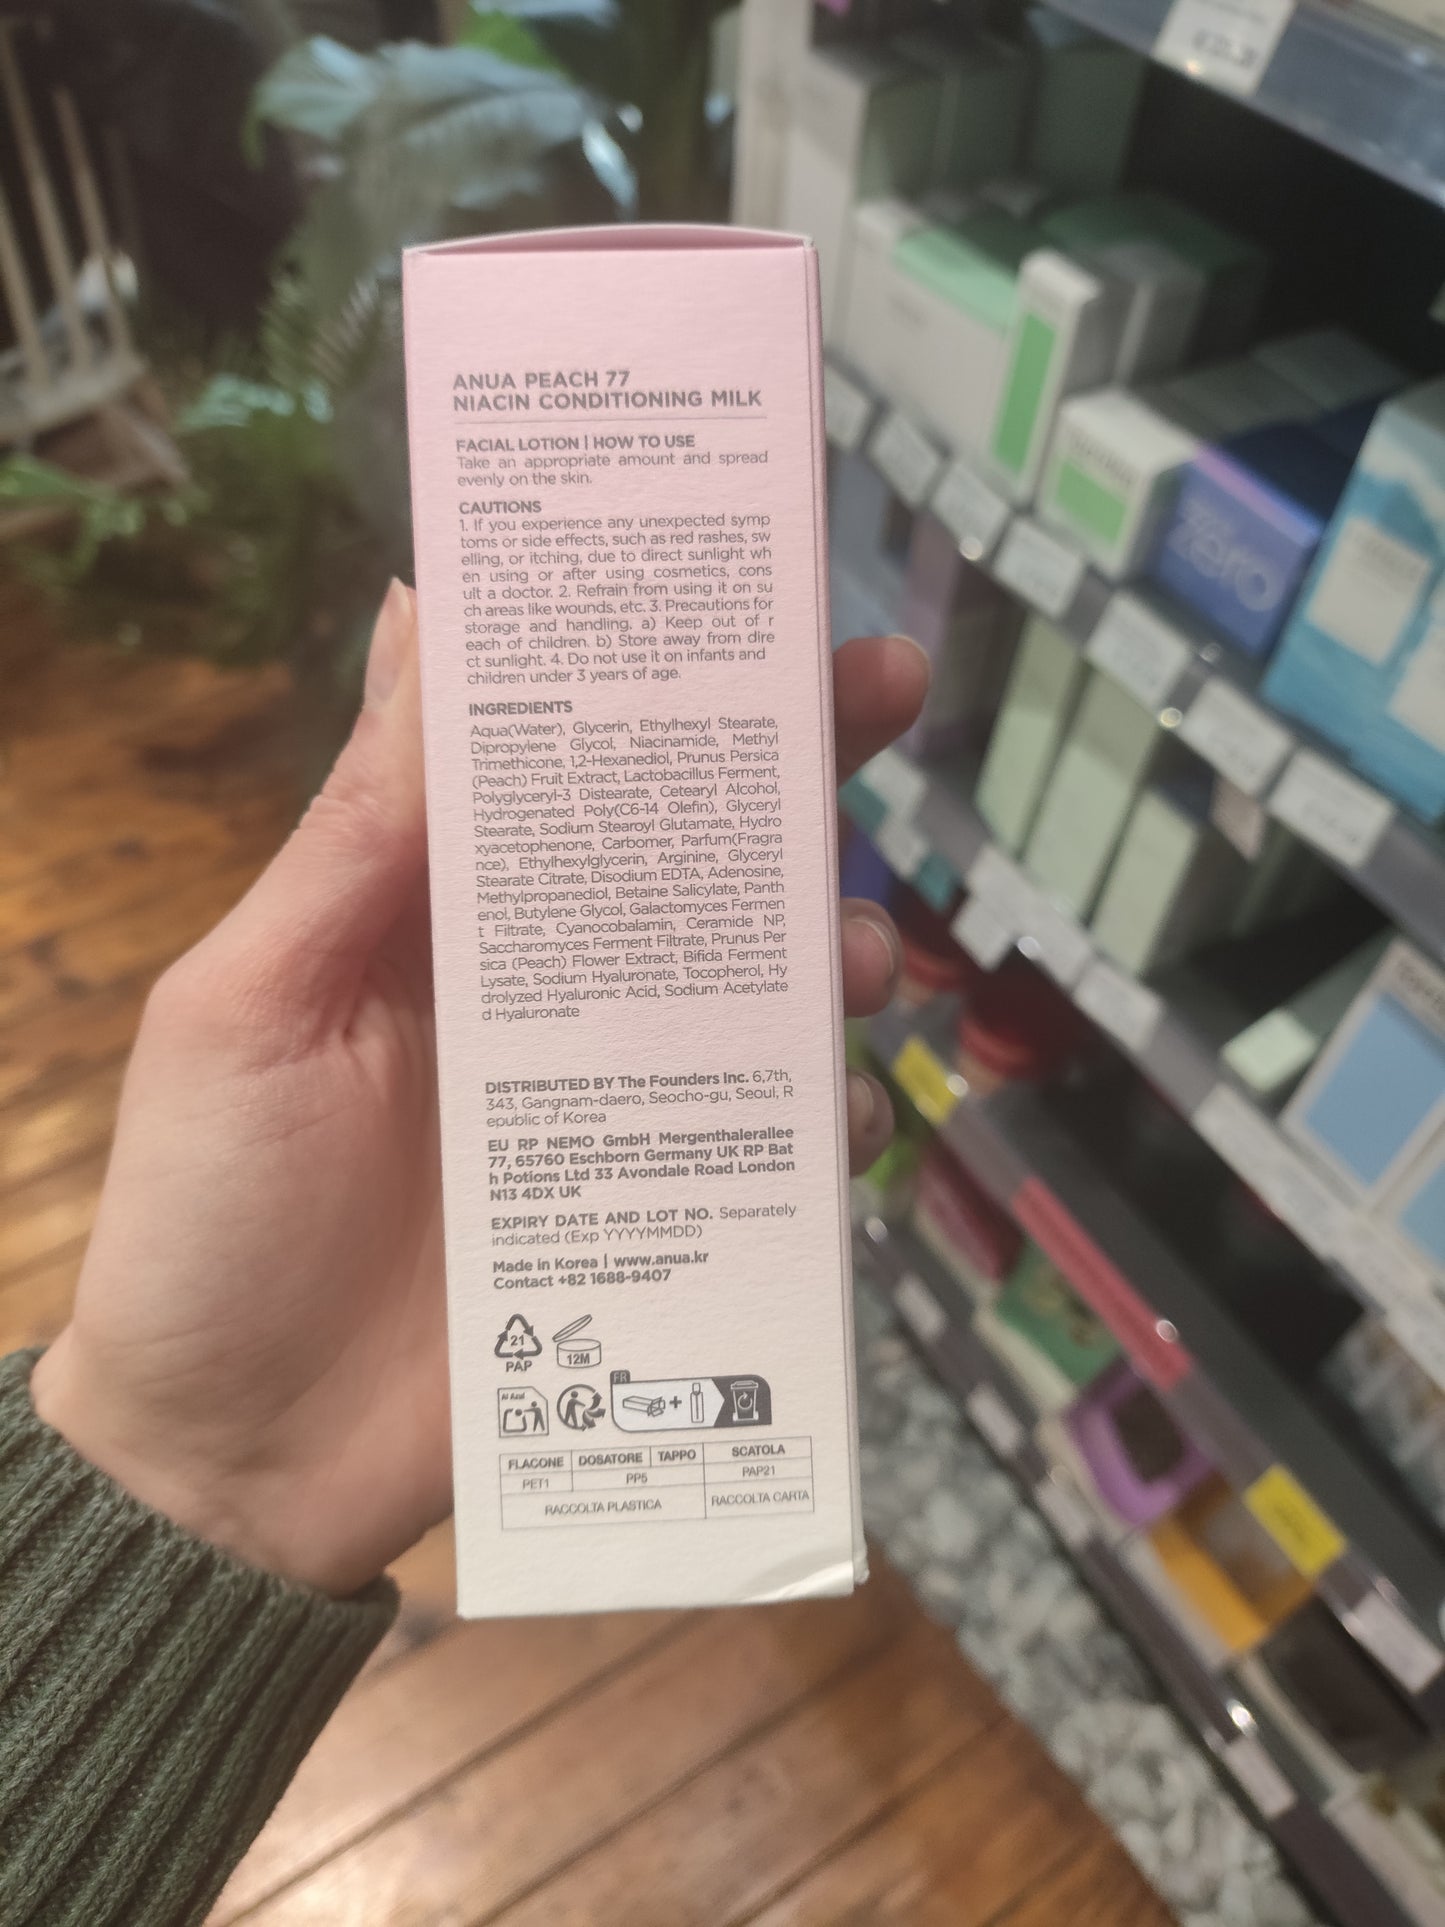 ANUA PEACH 77
NIACIN CONDITIONING MILK
FACIAL LOTION | HOW TO USE
Take an appropriate amount and spread
evenly on the skin.
CAUTIONS
1. If you experience any unexpected symp
toms or side effects, such as red rashes, sw
elling, or itching, due to direct sunlight wh
en using or after using cosmetics, cons
ult a doctor. 2. Refrain from using it on su
ch areas like wounds, etc. 3. Precautions for
storage and handling. a) Keep out of r
each of children. b) Store away from dire
ct sunlight. 4. Do not use it on infants and
children under 3 years of age.
INGREDIENTS
Aqua(Water), Glycerin, Ethylhexyl Stearate,
Dipropylene Glycol, Niacinamide, Methyl
Trimethicone, 1,2-Hexanediol, Prunus Persica
(Peach) Fruit Extract, Lactobacillus Ferment,
Polyglyceryl-3 Distearate, Cetearyl Alcohol,
Hydrogenated Poly(C6-14 Olefin), Glyceryl
Stearate, Sodium Stearoyl Glutamate, Hydro
xyacetophenone, Carbomer, Parfum(Fragra
nce), Ethylhexylglycerin, Arginine, Glyceryl
Stearate Citrate, Disodium EDTA, Adenosine,
Methylpropanediol, Betaine Salicylate, Panth
enol, Butylene Glycol, Galactomyces Fermen
t Filtrate, Cyanocobalamin, Ceramide NP,
Saccharomyces Ferment Filtrate, Prunus Per
sica (Peach) Flower Extract, Bifida Ferment
Lysate, Sodium Hyaluronate, Tocopherol, Hy
drolyzed Hyaluronic Acid, Sodium Acetylate
d Hyaluronate
DISTRIBUTED BY The Founders Inc. 6,7th,
343, Gangnam-daero, Seocho-gu, Seoul, R
epublic of Korea
EU RP NEMO GmbH Mergenthalerallee
77, 65760 Eschborn Germany UK RP Bat
h Potions Ltd 33 Avondale Road London
N13 4DX UK
EXPIRY DATE AND LOT NO. Separately
indicated (Exp YYYYMMDD)
Made in Korea | www.anua.kr
Contact +82 1688-9407
21
PAP
12M
FR
FLACONE DOSATORE TAPPO SCATOLA
PET1 PP5 PAP21
RACCOLTA PLASTICA RACCOLTA CARTA
zero